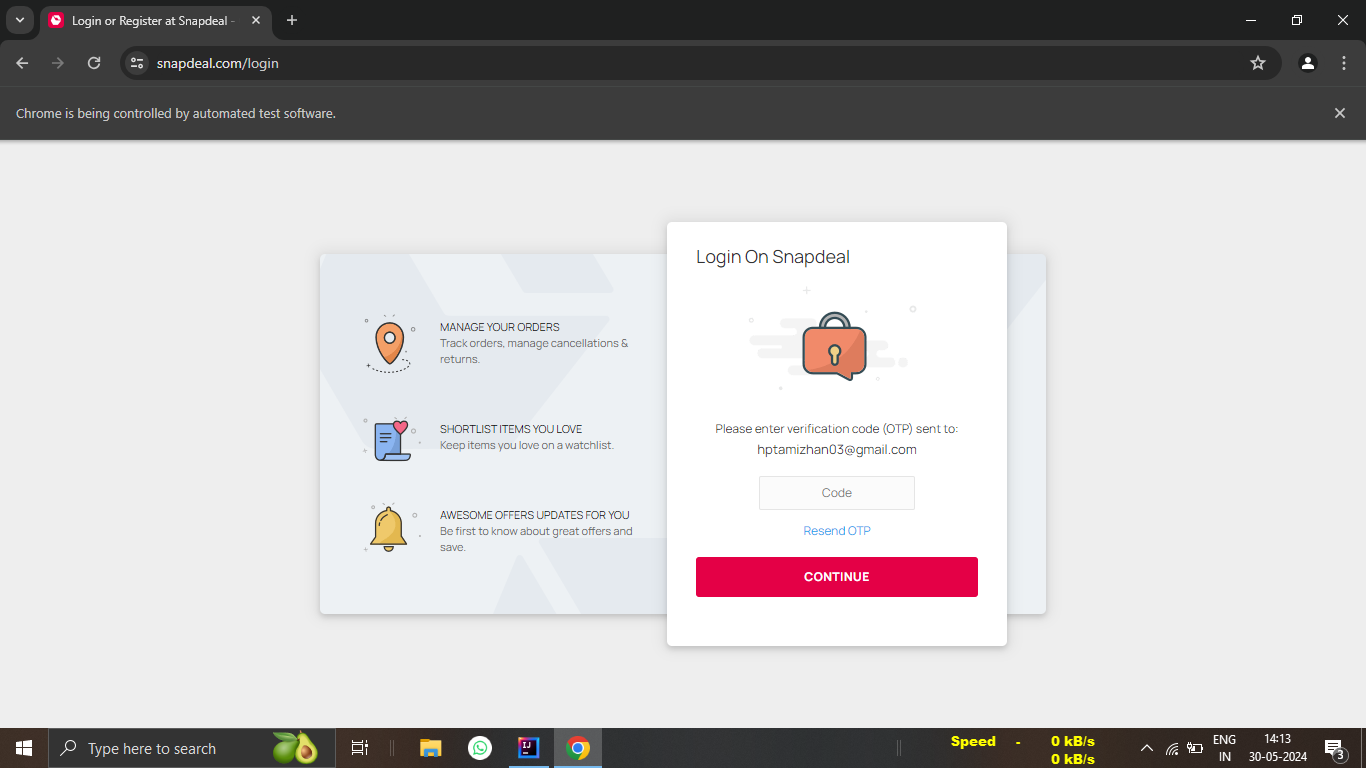 Login or Register at Snapdeal -
snapdeal.com/login
Chrome is being controlled by automated test software.
MANAGE YOUR ORDERS
Track orders, manage cancellations &
returns.
SHORTLIST ITEMS YOU LOVE
Keep items you love on a watchlist.
AWESOME OFFERS UPDATES FOR YOU
Be first to know about great offers and
save.
Login On Snapdeal
Please enter verification code (OTP) sent to:
hptamizhan03@gmail.com
Code
Resend OTP
CONTINUE
Type here to search
IJ
Speed - 0 kB/s
0 kB/s
ENG
IN
14:13
30-05-2024
3